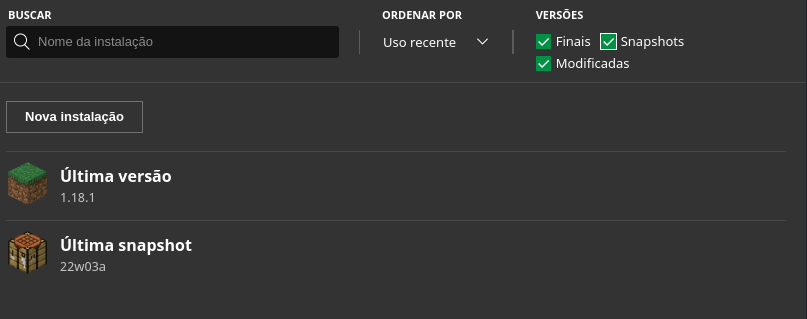 BUSCAR
Nome da instalação
ORDENAR POR
Uso recente
VERSÕES
Finais
Snapshots
Modificadas
Nova instalação
Última versão
1.18.1
Última snapshot
22w03a